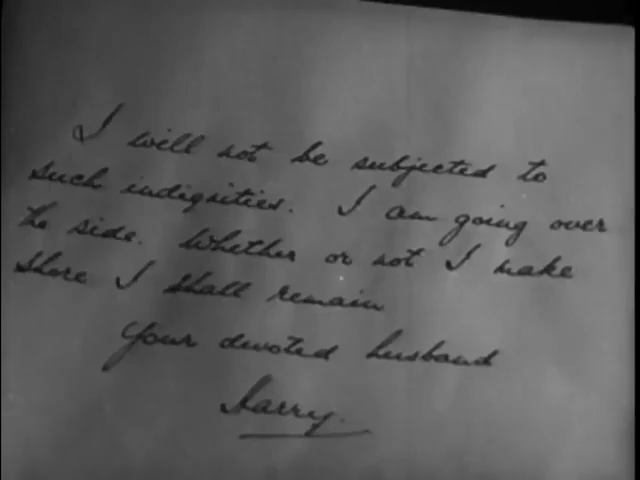 I will not be subjected to
such indignities. I am going over
the side. Whether or not I make
shore I shall remain
Your devoted husband
Harry.